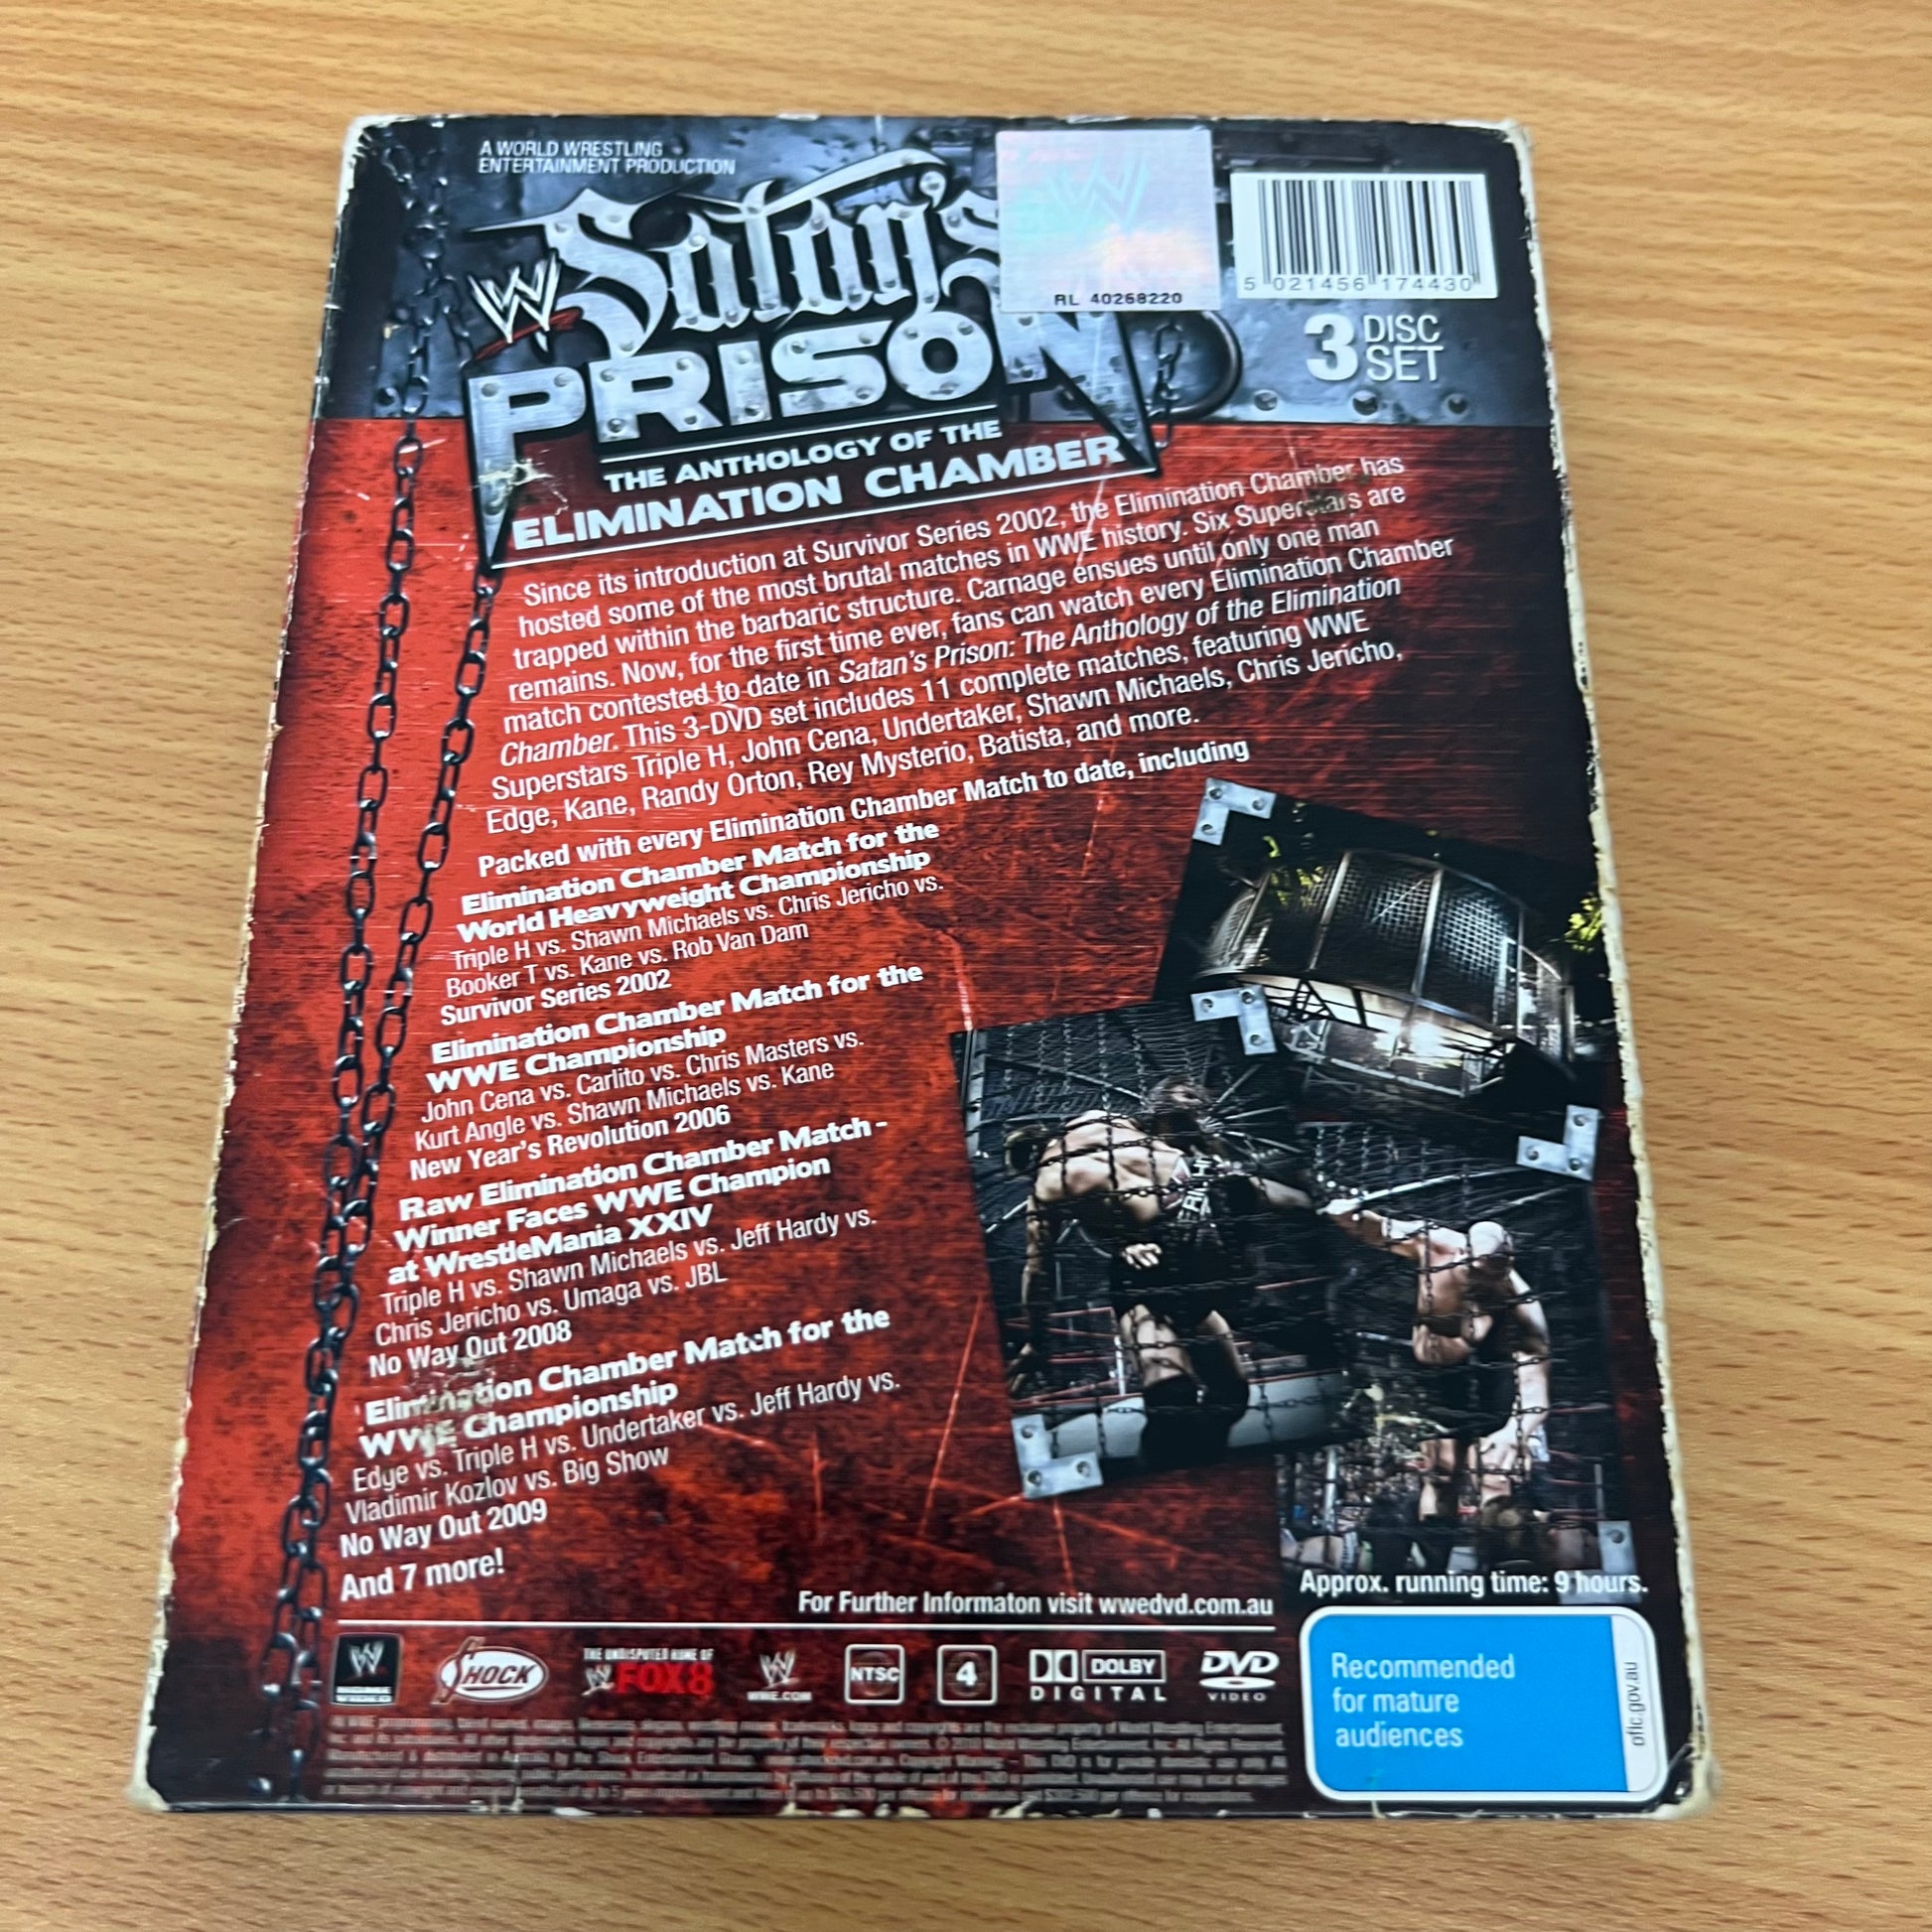 A WORLD WRESTLING
ENTERTAINMENT PRODUCTION
W
Satan's
PRISON
THE ANTHOLOGY OF THE
ELIMINATION CHAMBER
W
RL 40268220
5 021456 174430
3 DISC
SET
Since its introduction at Survivor Series 2002, the Elimination Chamber has
hosted some of the most brutal matches in WWE history. Six Superstars are
trapped within the barbaric structure. Carnage ensues until only one man
remains. Now, for the first time ever, fans can watch every Elimination Chamber
match contested to date in Satan's Prison: The Anthology of the Elimination
Chamber. This 3-DVD set includes 11 complete matches, featuring WWE
Superstars Triple H, John Cena, Undertaker, Shawn Michaels, Chris Jericho,
Edge, Kane, Randy Orton, Rey Mysterio, Batista, and more.
Packed with every Elimination Chamber Match to date, including
Elimination Chamber Match for the
World Heavyweight Championship
Triple H vs. Shawn Michaels vs. Chris Jericho vs.
Booker T vs. Kane vs. Rob Van Dam
Survivor Series 2002
Elimination Chamber Match for the
WWE Championship
John Cena vs. Carlito vs. Chris Masters vs.
Kurt Angle vs. Shawn Michaels vs. Kane
New Year's Revolution 2006
Raw Elimination Chamber Match -
Winner Faces WWE Champion
at WrestleMania XXIV
Triple H vs. Shawn Michaels vs. Jeff Hardy vs.
Chris Jericho vs. Umaga vs. JBL
No Way Out 2008
Elimination Chamber Match for the
WWE Championship
Edge vs. Triple H vs. Undertaker vs. Jeff Hardy vs.
Vladimir Kozlov vs. Big Show
No Way Out 2009
And 7 more!
For Further Informaton visit wwedvd.com.au
Approx. running time: 9 hours.
SHOCK
THE UNDISPUTED HOME OF
W FOX8
WWE.COM
NTSC
4
DOLBY
DIGITAL
DVD
VIDEO
Recommended
for mature
audiences
oflc.gov.au